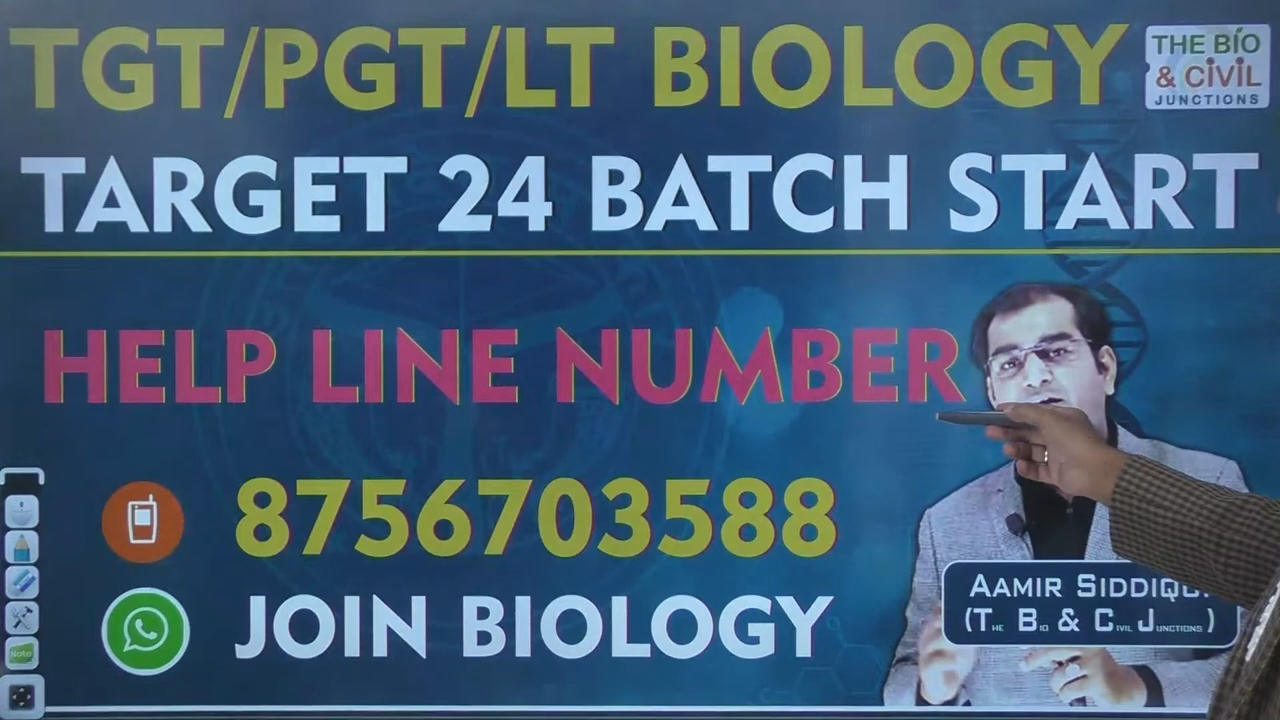 TGT/PGT/LT BIOLOGY
THE BIO
& CIVIL
JUNCTIONS
TARGET 24 BATCH START
HELP LINE NUMBER
8756703588
JOIN BIOLOGY
AAMIR
(THE BIO & CIVIL JUNCTIONS)
Note